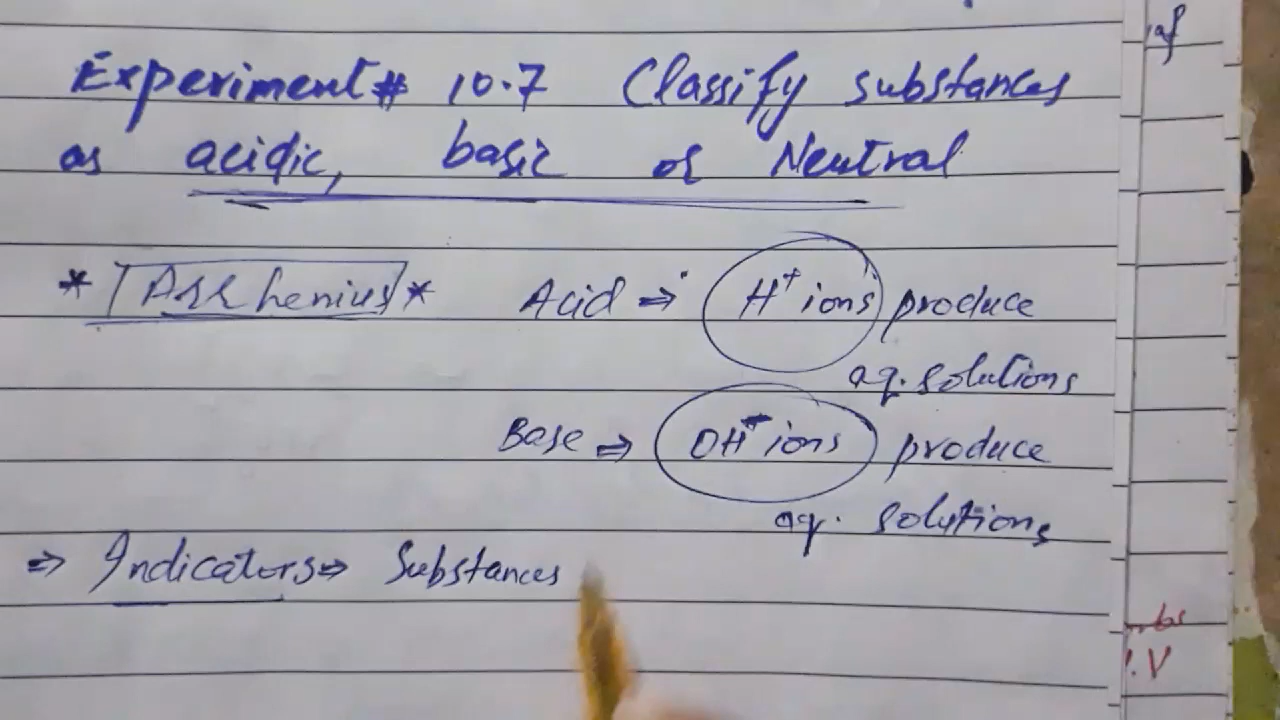 Experiment# 10.7 Classify substances
as acidic, basic or Neutral
* Arrhenius * Acid ⇒ H⁺ ions produce
aq. solutions
Base ⇒ OH⁻ ions produce
aq. solutions
⇒ Indicators ⇒ Substances
.V